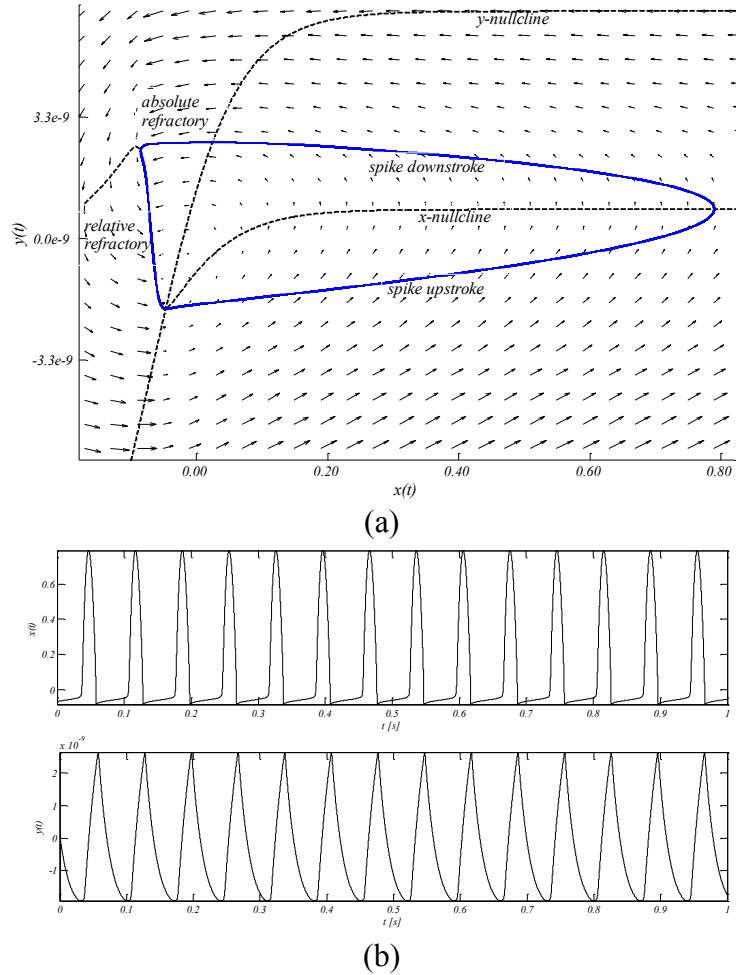 y-nullcline
absolute
refractory
3.3e-9
spike downstroke
relative
refractory
x-nullcline
y(t)
0.0e-9
spike upstroke
-3.3e-9
0.00 0.20 0.40 0.60 0.80
x(t)
(a)
0.6
0.4
x(t)
0.2
0
0 0.1 0.2 0.3 0.4 0.5 0.6 0.7 0.8 0.9 1
t [s]
x 10⁻⁹
2
1
y(t)
0
-1
0 0.1 0.2 0.3 0.4 0.5 0.6 0.7 0.8 0.9 1
t [s]
(b)